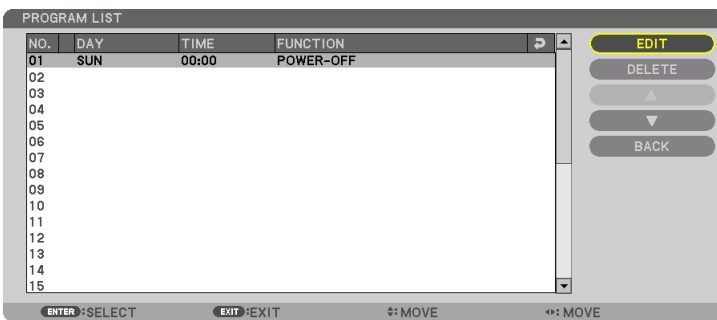 PROGRAM LIST
NO. DAY TIME FUNCTION
01 SUN 00:00 POWER-OFF
02
03
04
05
06
07
08
09
10
11
12
13
14
15
EDIT
DELETE
BACK
ENTER:SELECT EXIT:EXIT :MOVE :MOVE